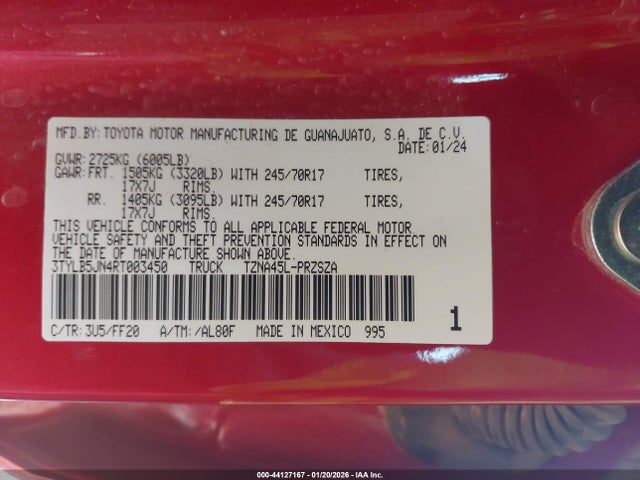 MFD.BY:TOYOTA MOTOR MANUFACTURING DE GUANAJUATO, S.A. DE C.V.
DATE:01/24
GVWR:2725KG (6005LB)
GAWR:FRT. 1505KG (3320LB) WITH 245/70R17 TIRES,
17X7J RIMS.
RR. 1405KG (3095LB) WITH 245/70R17 TIRES,
17X7J RIMS.
THIS VEHICLE CONFORMS TO ALL APPLICABLE FEDERAL MOTOR
VEHICLE SAFETY AND THEFT PREVENTION STANDARDS IN EFFECT ON
THE DATE OF MANUFACTURE SHOWN ABOVE.
3TYLB5JN4RT003450 TRUCK TZNA45L-PRZSZA
C/TR:3U5/FF20 A/TM:/AL80F MADE IN MEXICO 995 1
000-44127167 | 01/20/2026 | IAA Inc.